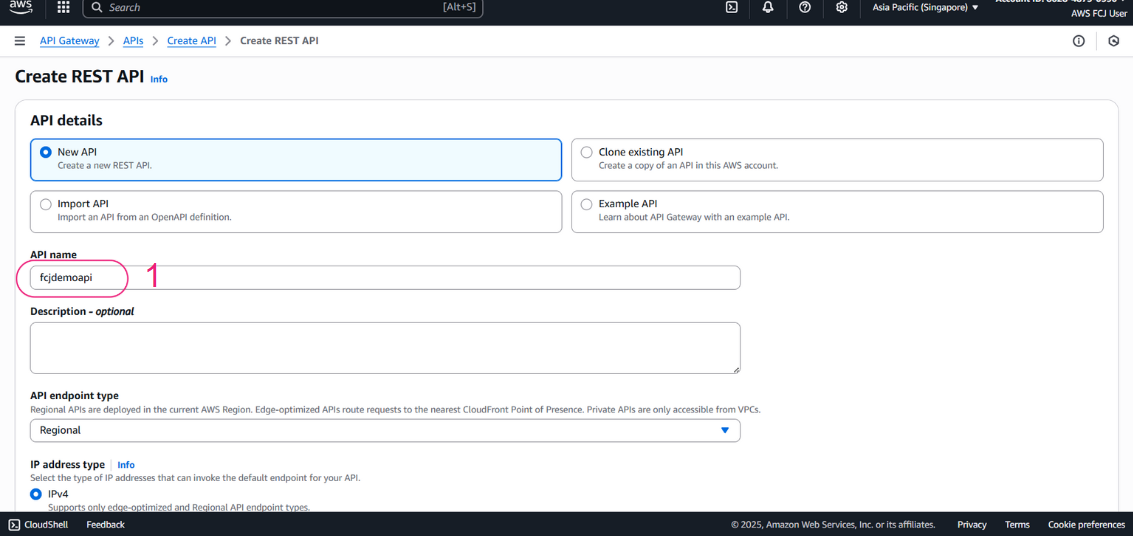 aws
Search [Alt+S]
Asia Pacific (Singapore)
AWS FCJ User
API Gateway > APIs > Create API > Create REST API
Create REST API Info
API details
New API
Create a new REST API.
Clone existing API
Create a copy of an API in this AWS account.
Import API
Import an API from an OpenAPI definition.
Example API
Learn about API Gateway with an example API.
API name
fcjdemoapi
1
Description - optional
API endpoint type
Regional APIs are deployed in the current AWS Region. Edge-optimized APIs route requests to the nearest CloudFront Point of Presence. Private APIs are only accessible from VPCs.
Regional
IP address type Info
Select the type of IP addresses that can invoke the default endpoint for your API.
IPv4
Supports only edge-optimized and Regional API endpoint types.
CloudShell Feedback © 2025, Amazon Web Services, Inc. or its affiliates. Privacy Terms Cookie preferences